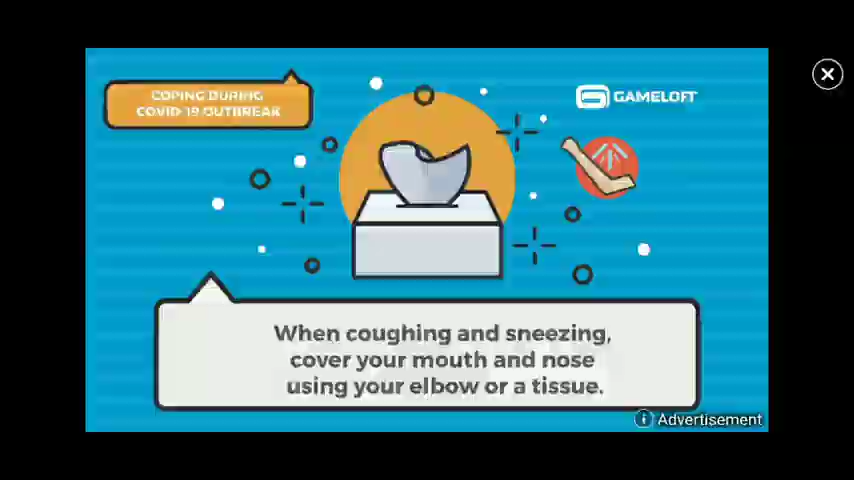 COPING DURING
COVID-19 OUTBREAK
GAMELOFT
When coughing and sneezing,
cover your mouth and nose
using your elbow or a tissue.
Advertisement